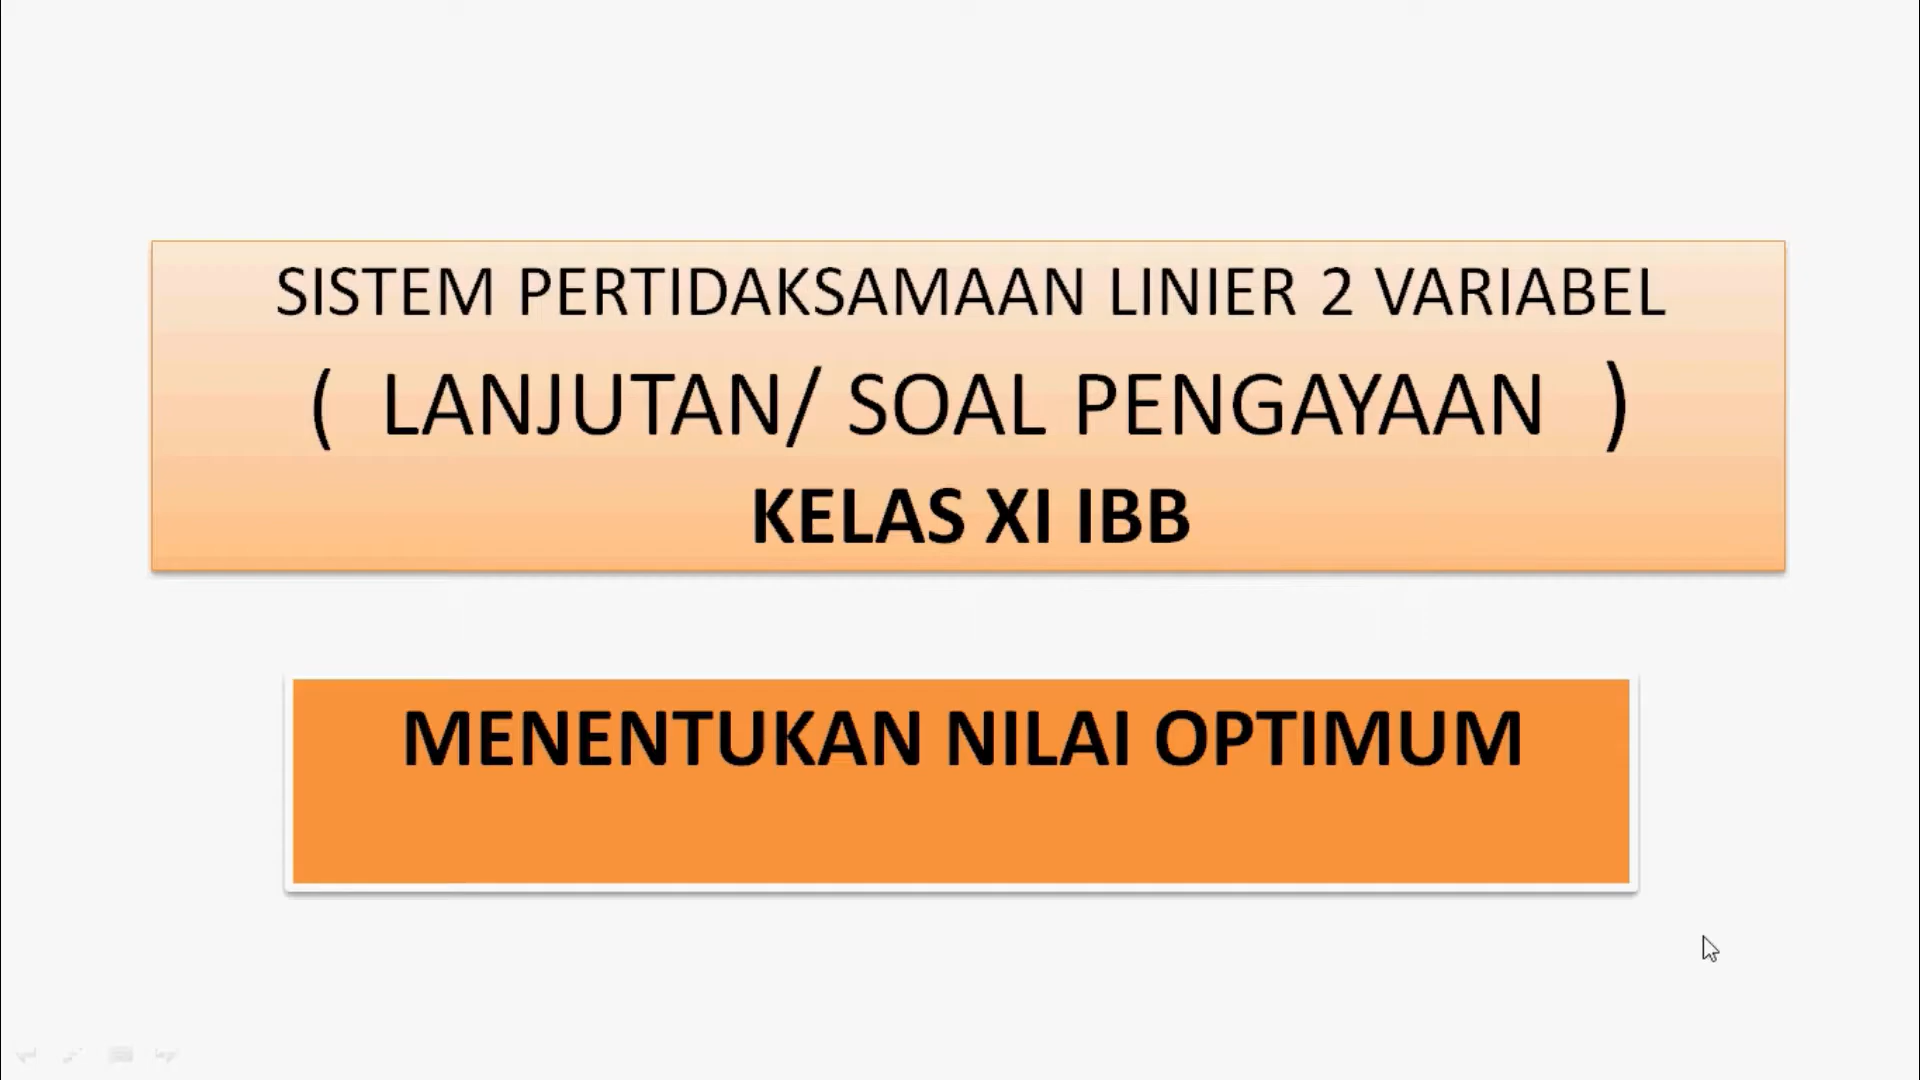 SISTEM PERTIDAKSAMAAN LINIER 2 VARIABEL
( LANJUTAN/ SOAL PENGAYAAN )
KELAS XI IBB
MENENTUKAN NILAI OPTIMUM